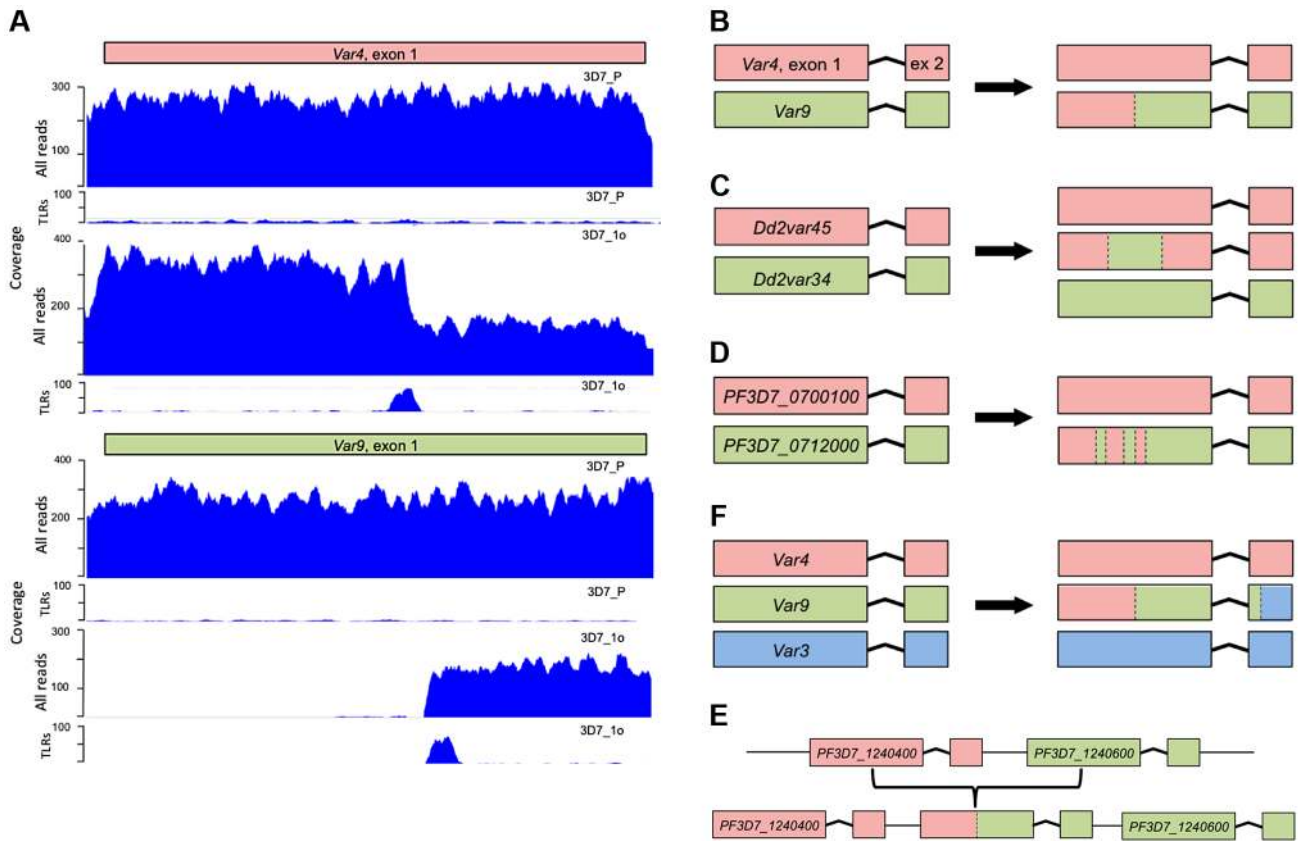 A
Var4, exon 1
3D7_P
300
All reads
100
3D7_P
100
TLRs
Coverage
3D7_1o
400
All reads
200
3D7_1o
100
TLRs
Var9, exon 1
3D7_P
400
All reads
200
3D7_P
100
TLRs
Coverage
3D7_1o
300
All reads
100
3D7_1o
100
TLRs
B
Var4, exon 1 ex 2
Var9
C
Dd2var45
Dd2var34
D
PF3D7_0700100
PF3D7_0712000
F
Var4
Var9
Var3
E
PF3D7_1240400 PF3D7_1240600
PF3D7_1240400 PF3D7_1240600